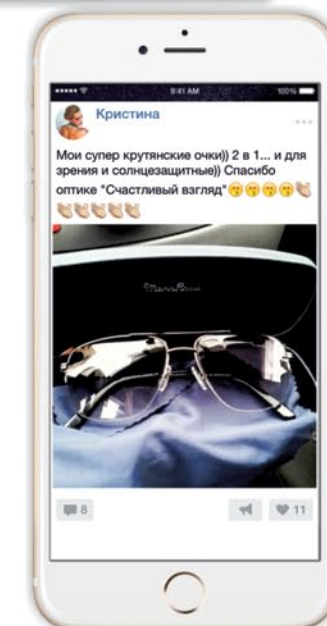 9:41 AM 100%
Кристина
Мои супер крутянские очки)) 2 в 1... и для
зрения и солнцезащитные)) Спасибо
оптике "Счастливый взгляд"😙😙😙😙👏🏻
👏🏻👏🏻👏🏻👏🏻👏🏻
8 11